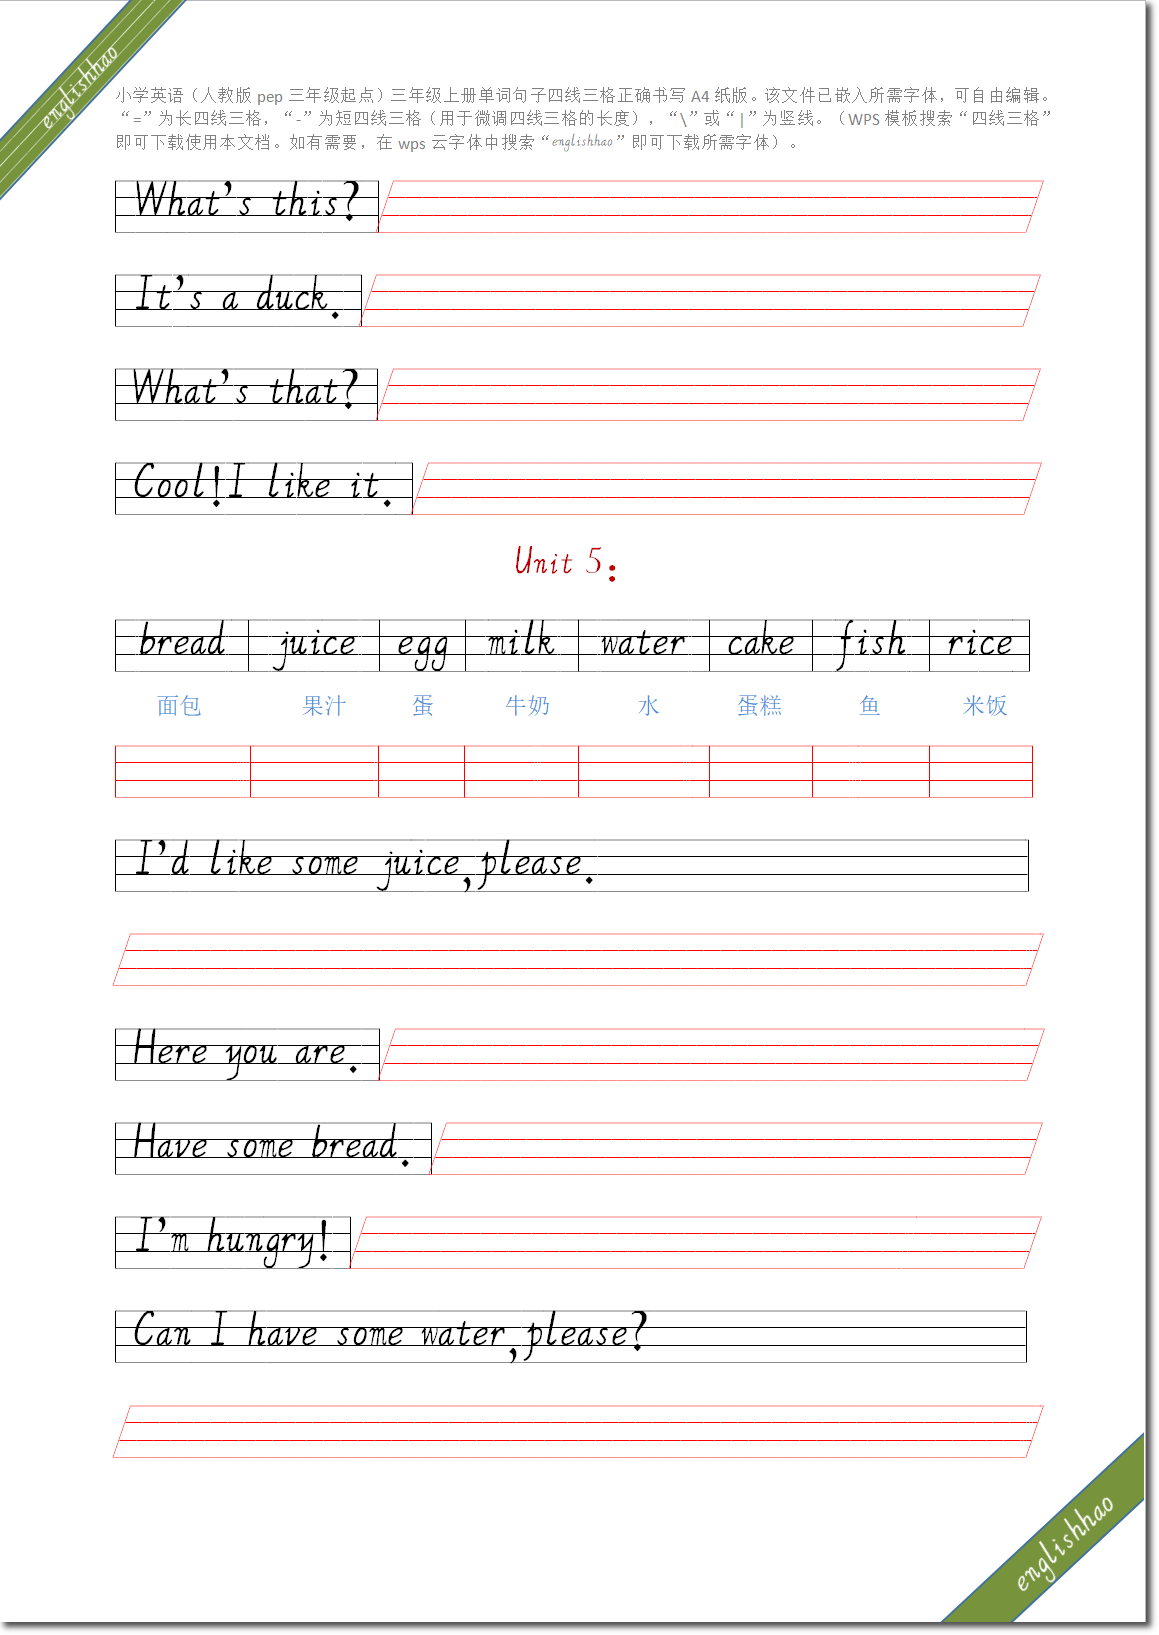 englishhao
小学英语（人教版 pep 三年级起点）三年级上册单词句子四线三格正确书写 A4 纸版。该文件已嵌入所需字体，可自由编辑。
“=”为长四线三格，“-”为短四线三格（用于微调四线三格的长度），“\”或“|”为竖线。（WPS 模板搜索“四线三格”
即可下载使用本文档。如有需要，在 wps 云字体中搜索“englishhao”即可下载所需字体）。
What's this?
It's a duck.
What's that?
Cool!I like it.
Unit 5:
bread juice egg milk water cake fish rice
面包 果汁 蛋 牛奶 水 蛋糕 鱼 米饭
I'd like some juice,please.
Here you are.
Have some bread.
I'm hungry!
Can I have some water,please?
englishhao